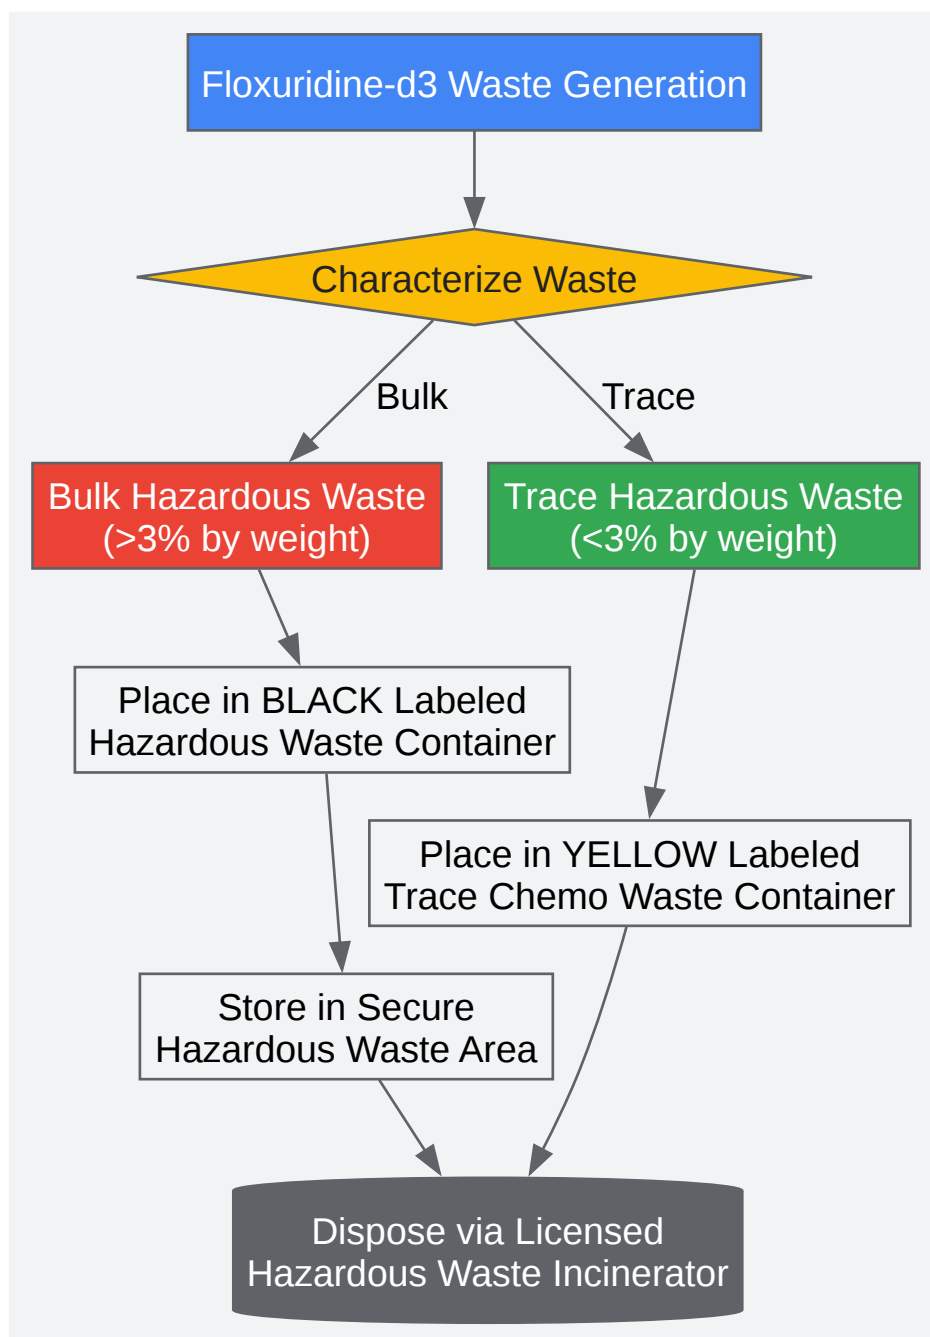 Floxuridine-d3 Waste Generation
Characterize Waste
Bulk
Trace
Bulk Hazardous Waste
(>3% by weight)
Trace Hazardous Waste
(<3% by weight)
Place in BLACK Labeled
Hazardous Waste Container
Place in YELLOW Labeled
Trace Chemo Waste Container
Store in Secure
Hazardous Waste Area
Dispose via Licensed
Hazardous Waste Incinerator